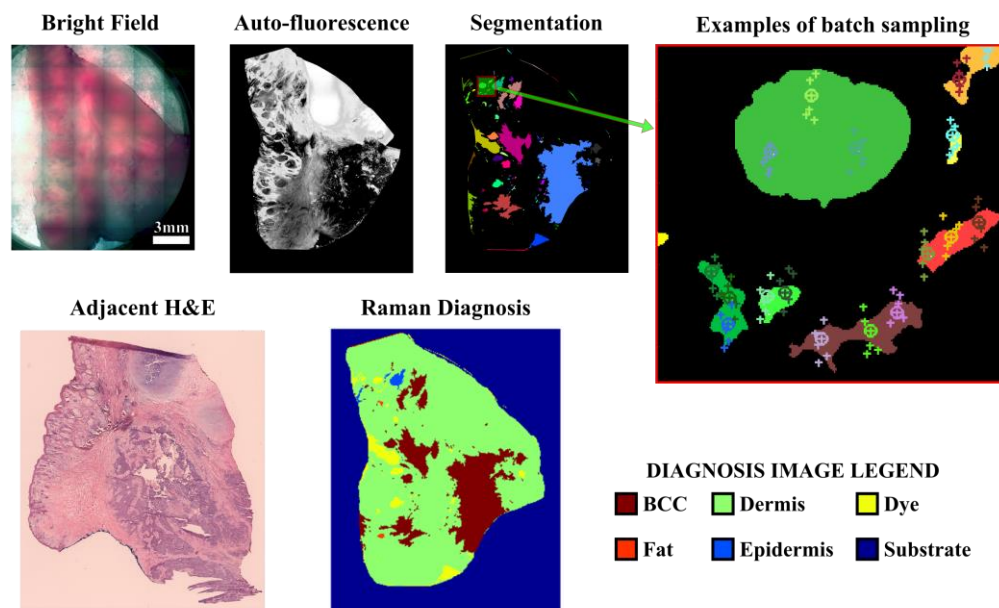 Bright Field
Auto-fluorescence
Segmentation
Examples of batch sampling
3mm
Adjacent H&E
Raman Diagnosis
DIAGNOSIS IMAGE LEGEND
BCC
Dermis
Dye
Fat
Epidermis
Substrate